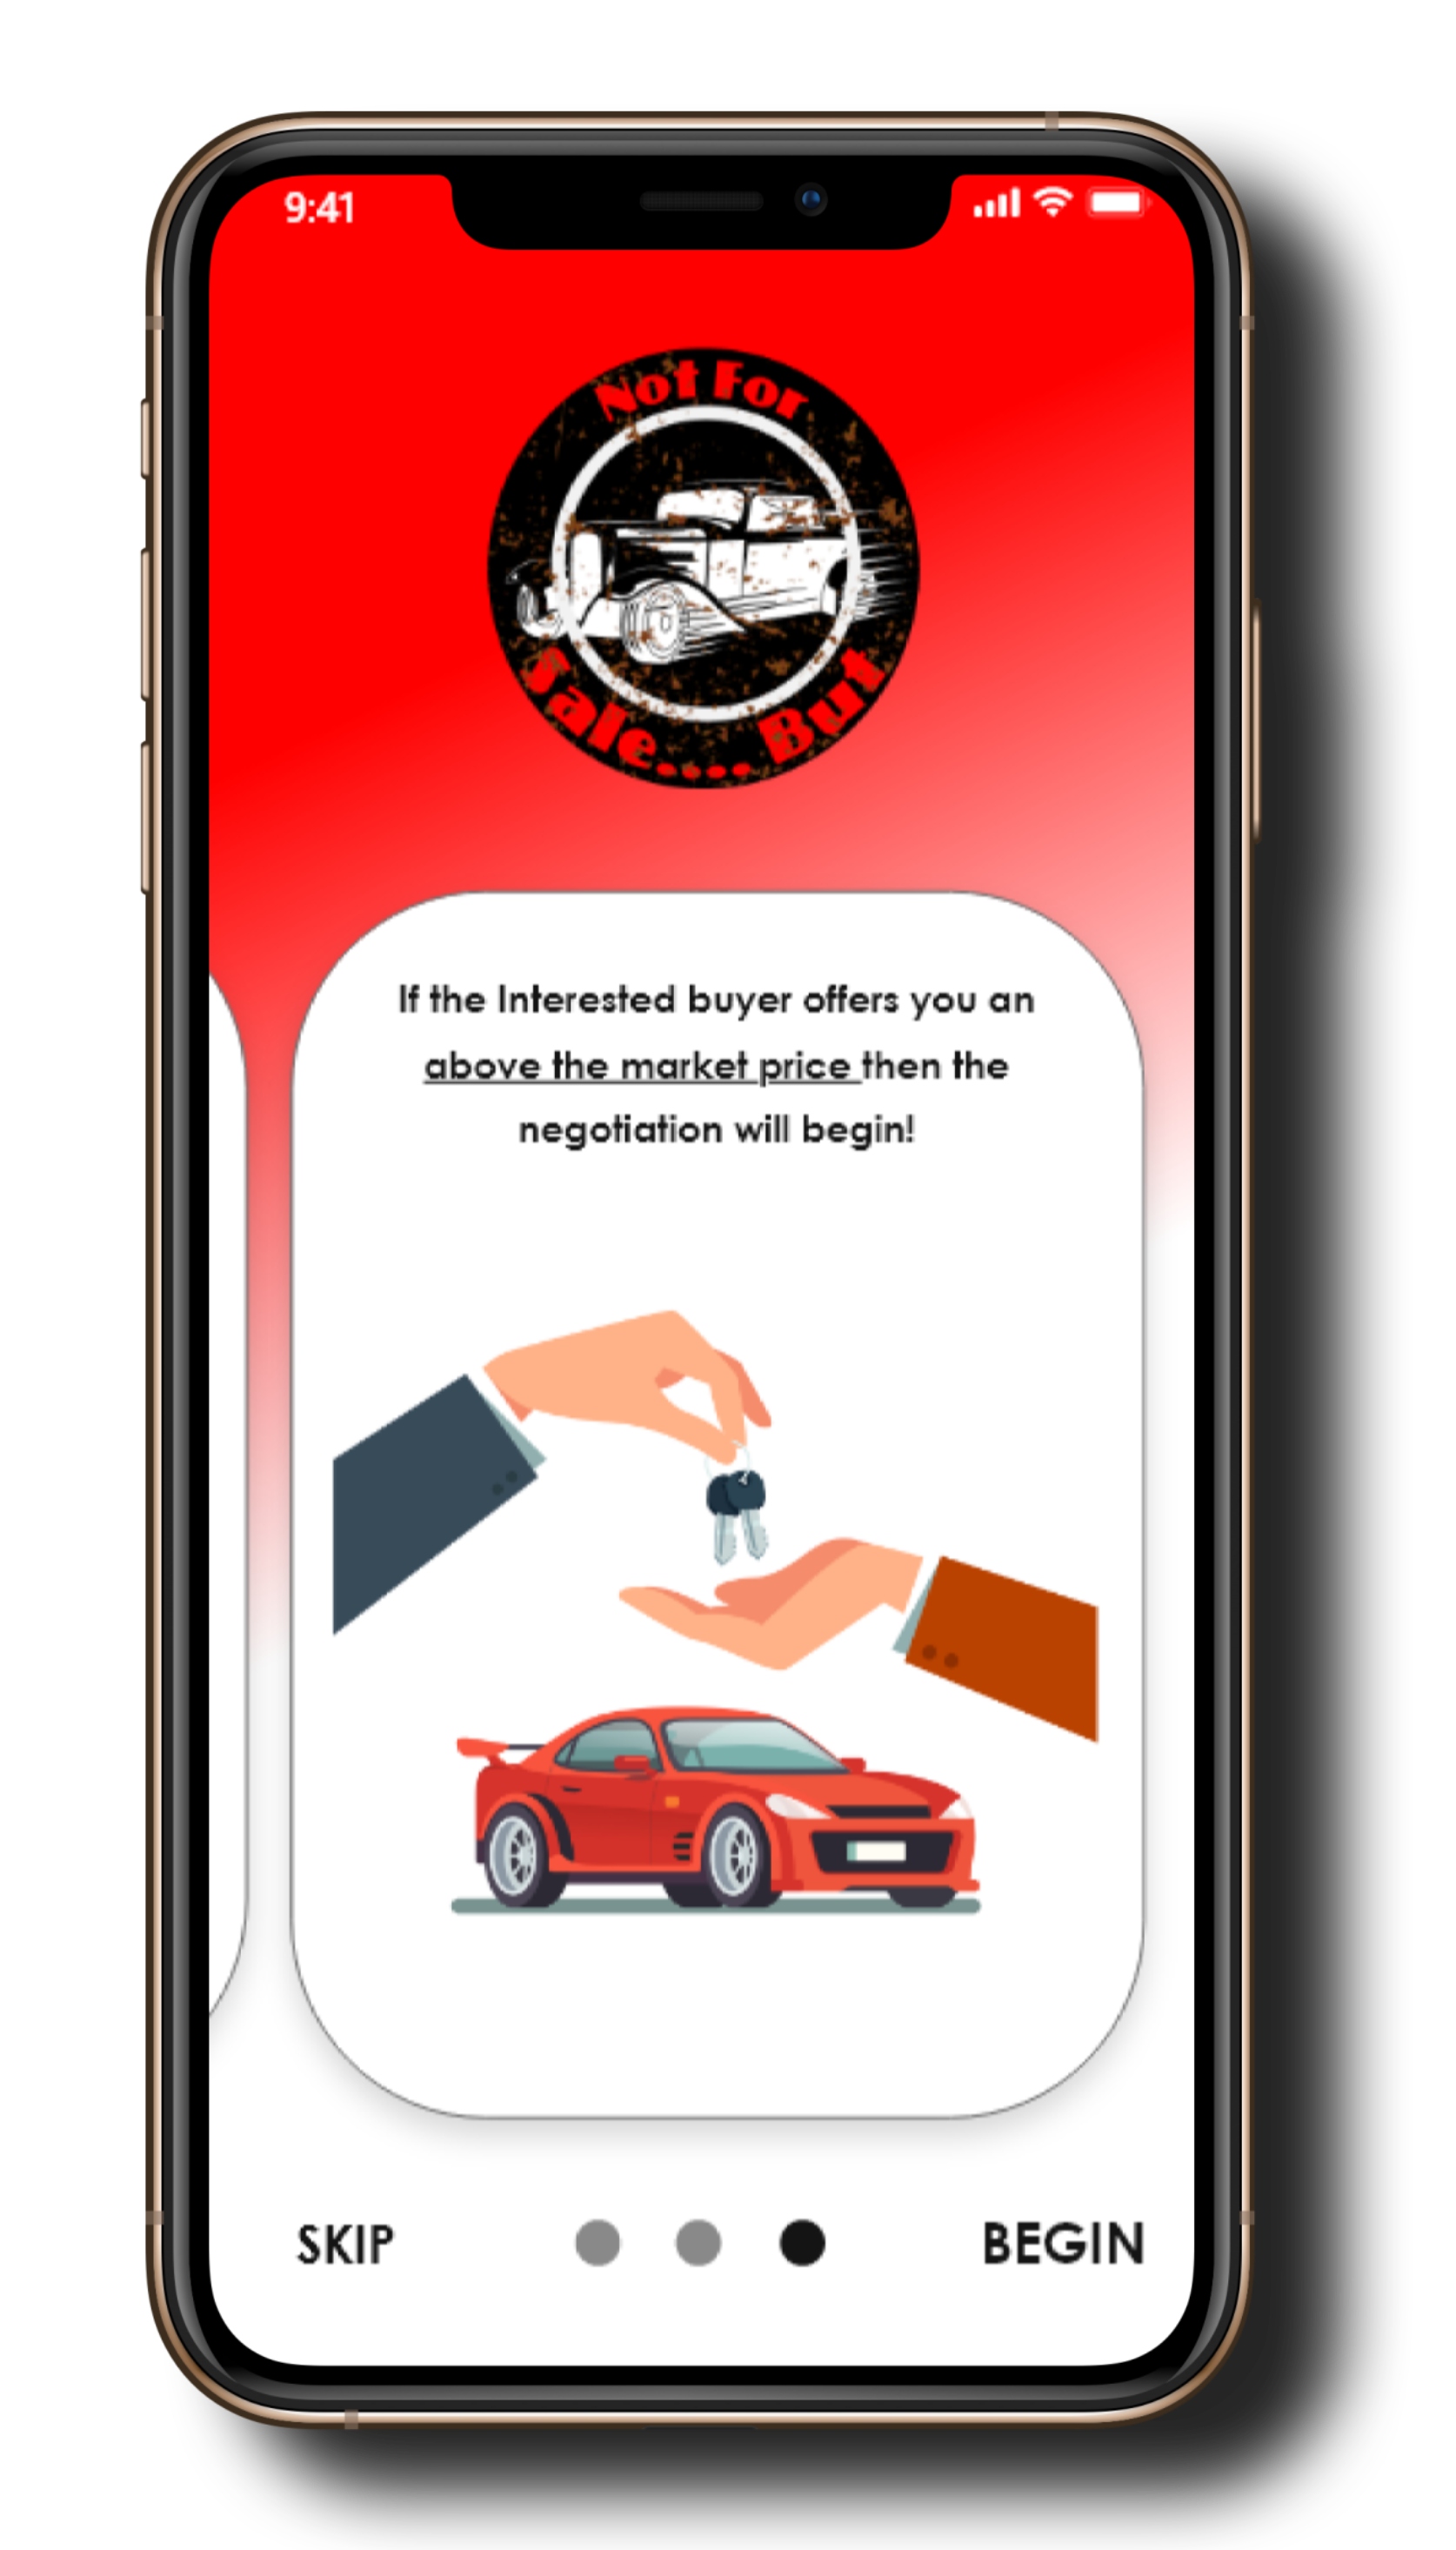 9:41
Not For
Sale.... But
If the Interested buyer offers you an
above the market price then the
negotiation will begin!
SKIP
BEGIN